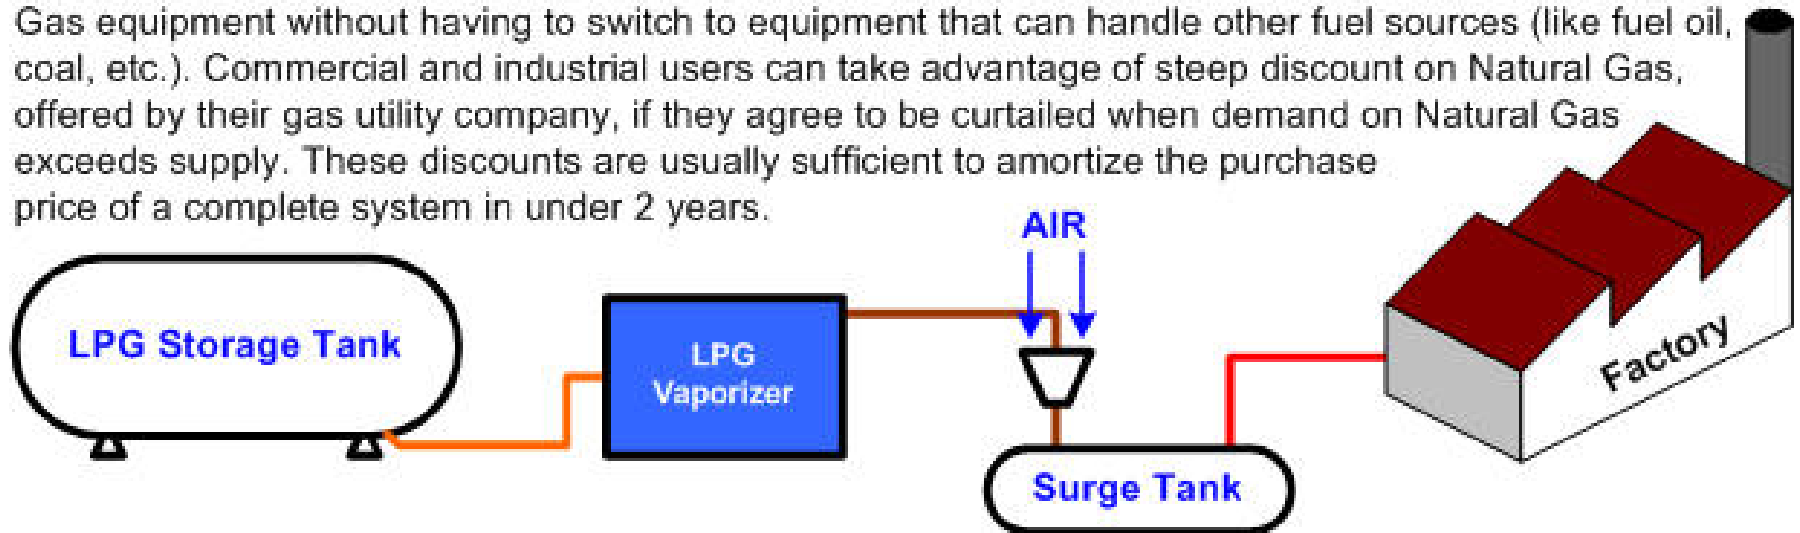 Gas equipment without having to switch to equipment that can handle other fuel sources (like fuel oil,
coal, etc.). Commercial and industrial users can take advantage of steep discount on Natural Gas,
offered by their gas utility company, if they agree to be curtailed when demand on Natural Gas
exceeds supply. These discounts are usually sufficient to amortize the purchase
price of a complete system in under 2 years.
AIR
LPG Storage Tank
LPG
Vaporizer
Factory
Surge Tank